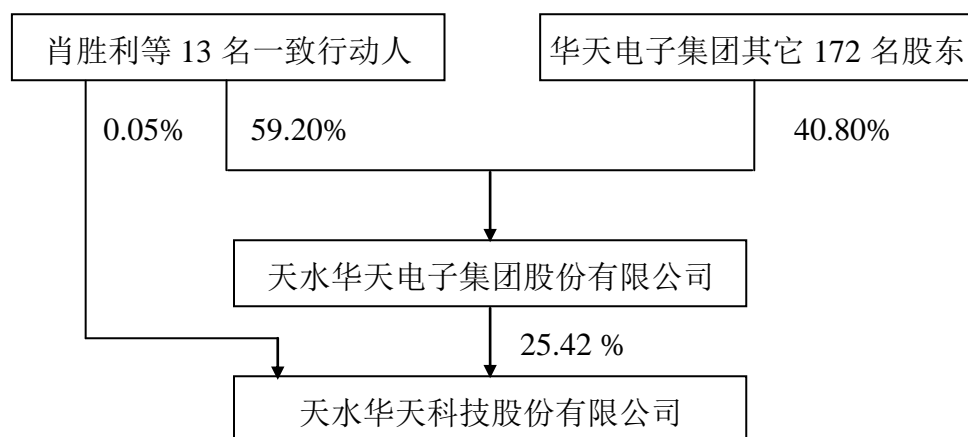 肖胜利等 13 名一致行动人
华天电子集团其它 172 名股东
0.05%
59.20%
40.80%
天水华天电子集团股份有限公司
25.42 %
天水华天科技股份有限公司